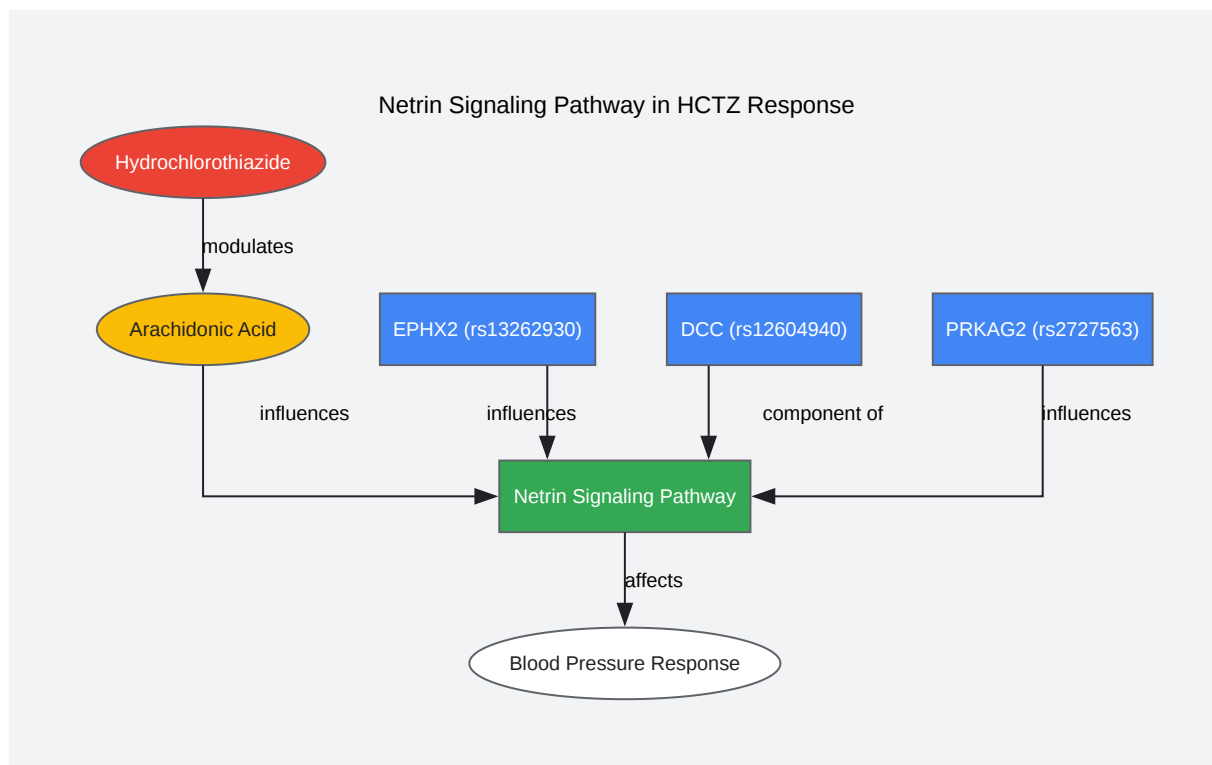 Netrin Signaling Pathway in HCTZ Response
Hydrochlorothiazide
modulates
Arachidonic Acid
EPHX2 (rs13262930)
DCC (rs12604940)
PRKAG2 (rs2727563)
influences
influences
component of
influences
Netrin Signaling Pathway
affects
Blood Pressure Response